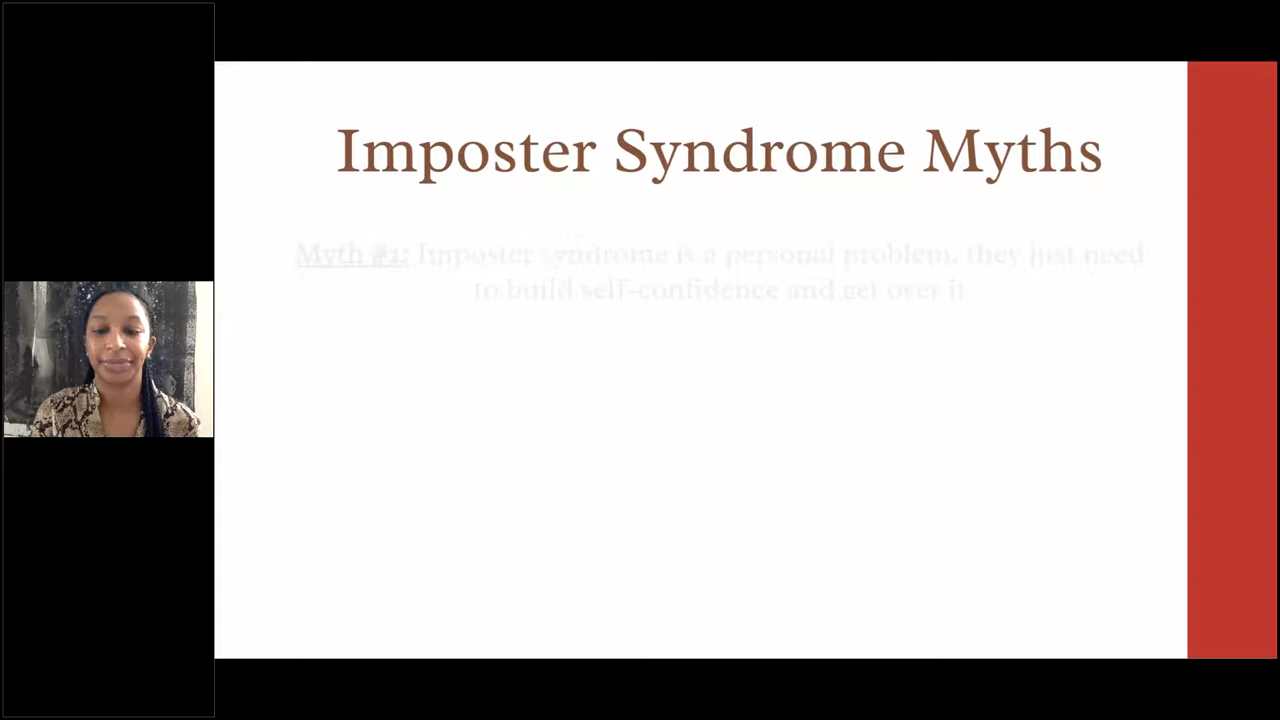 Imposter Syndrome Myths
Myth #1: Imposter syndrome is a personal problem, they just need
to build self-confidence and get over it